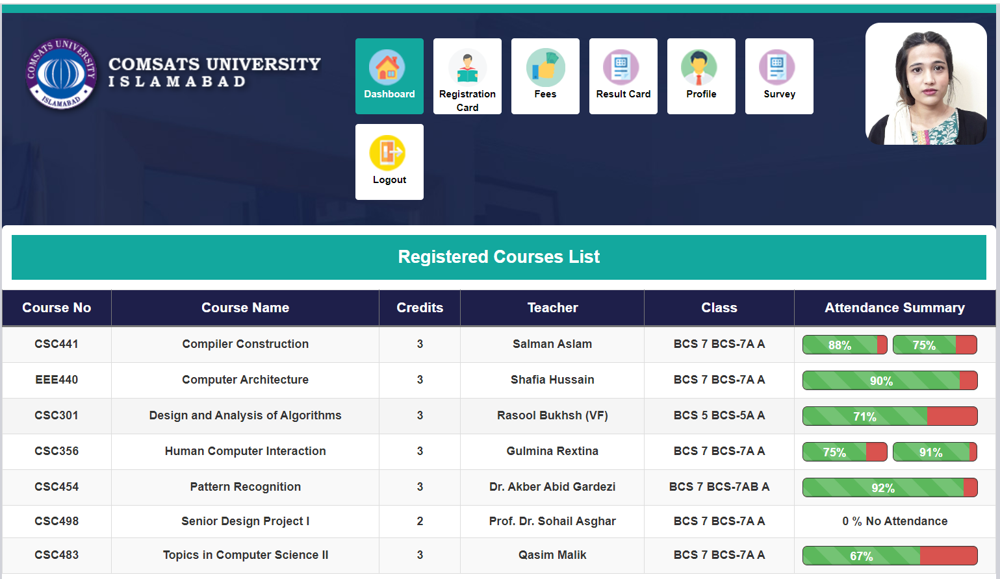 COMSATS UNIVERSITY
ISLAMABAD
COMSATS UNIVERSITY
ISLAMABAD
Dashboard
Registration
Card
Fees
Result Card
Profile
Survey
Logout
Registered Courses List
Course No Course Name Credits Teacher Class Attendance Summary
CSC441 Compiler Construction 3 Salman Aslam BCS 7 BCS-7A A 88% 75%
EEE440 Computer Architecture 3 Shafia Hussain BCS 7 BCS-7A A 90%
CSC301 Design and Analysis of Algorithms 3 Rasool Bukhsh (VF) BCS 5 BCS-5A A 71%
CSC356 Human Computer Interaction 3 Gulmina Rextina BCS 7 BCS-7A A 75% 91%
CSC454 Pattern Recognition 3 Dr. Akber Abid Gardezi BCS 7 BCS-7AB A 92%
CSC498 Senior Design Project I 2 Prof. Dr. Sohail Asghar BCS 7 BCS-7A A 0 % No Attendance
CSC483 Topics in Computer Science II 3 Qasim Malik BCS 7 BCS-7A A 67%